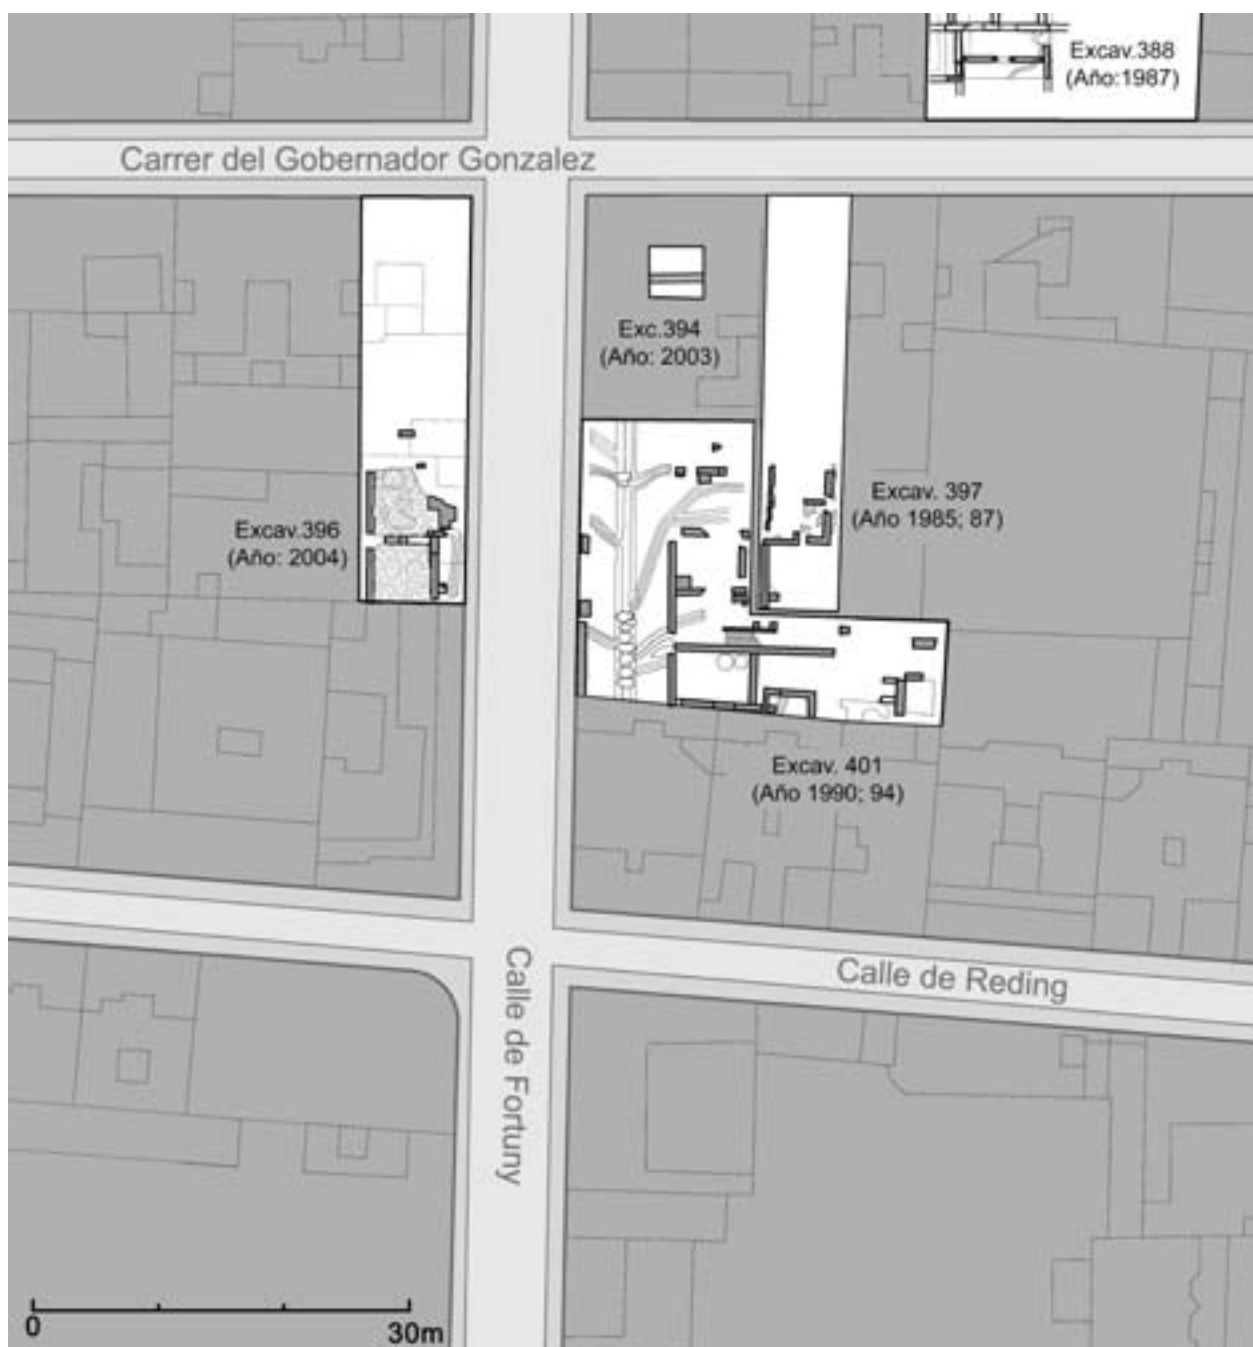 Excav.388
(Año:1987)
Carrer del Gobernador Gonzalez
Exc.394
(Año: 2003)
Excav. 397
(Año 1985; 87)
Excav.396
(Año: 2004)
Excav. 401
(Año 1990; 94)
Calle de Reding
Calle de Fortuny
0
30m